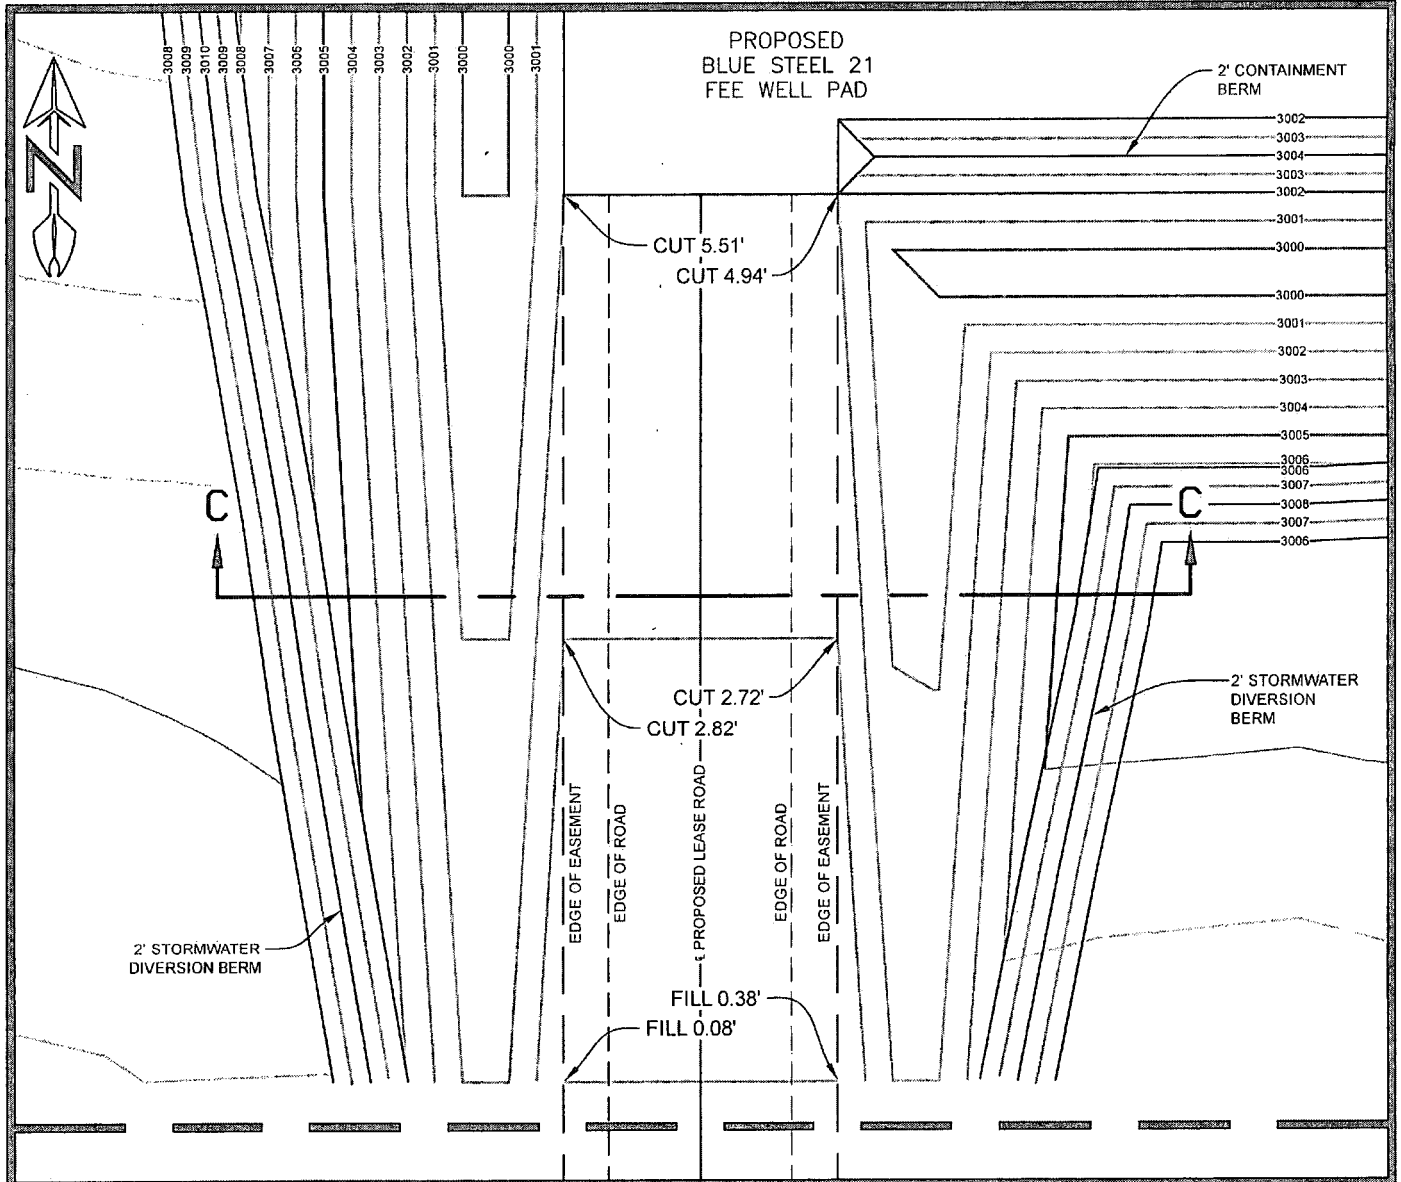 3008
3009
3010
3009
3008
3007
3006
3005
3004
3003
3002
3001
3000
3000
3001
PROPOSED
BLUE STEEL 21
FEE WELL PAD
2' CONTAINMENT
BERM
3002
3003
3004
3003
3002
3001
3000
3000
3001
3002
3003
3004
3005
3006
3006
3007
3008
3007
3006
N
CUT 5.51'
CUT 4.94'
C
C
CUT 2.72'
CUT 2.82'
2' STORMWATER
DIVERSION
BERM
EDGE OF EASEMENT
EDGE OF ROAD
℄ PROPOSED LEASE ROAD
EDGE OF ROAD
EDGE OF EASEMENT
2' STORMWATER
DIVERSION BERM
FILL 0.38'
FILL 0.08'